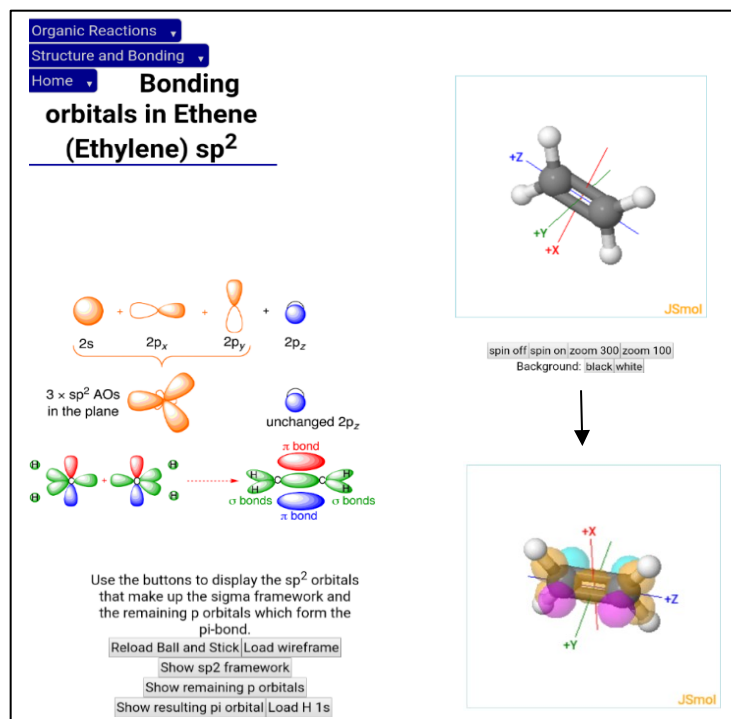 Organic Reactions ▾
Structure and Bonding ▾
Home ▾
Bonding
orbitals in Ethene
(Ethylene) sp²
+Z
+Y
+X
JSmol
spin off spin on zoom 300 zoom 100
Background: black white
+ + +
2s 2pₓ 2pᵧ 2p_z
3 × sp² AOs
in the plane
unchanged 2p_z
π bond
H H + H H H H C C H H
σ bonds σ bonds
π bond
+X
+Z
+Y
JSmol
Use the buttons to display the sp² orbitals
that make up the sigma framework and
the remaining p orbitals which form the
pi-bond.
Reload Ball and Stick Load wireframe
Show sp2 framework
Show remaining p orbitals
Show resulting pi orbital Load H 1s